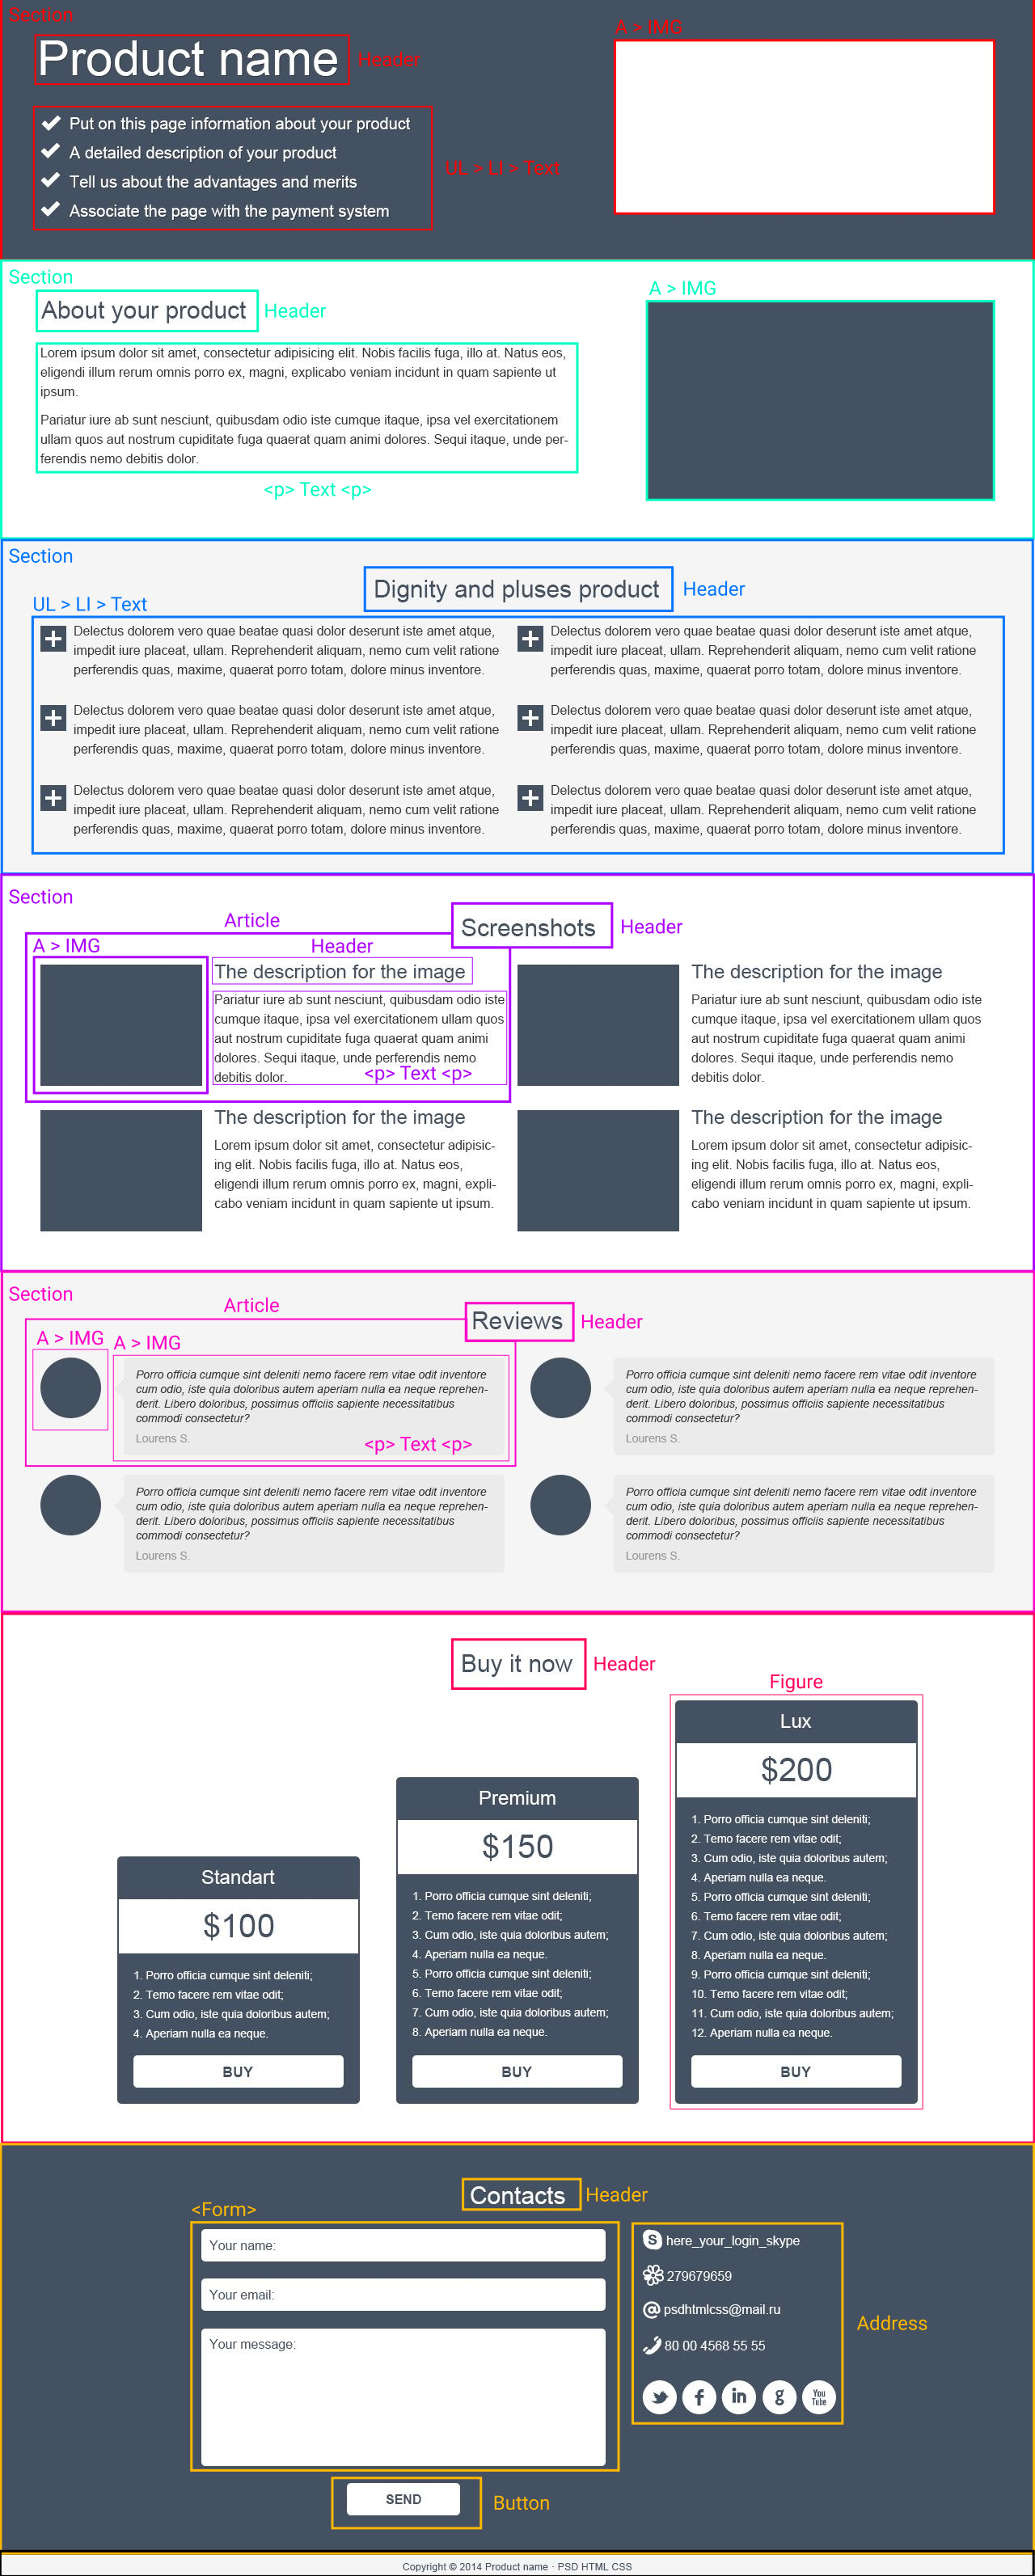 Section
A > IMG
Product name
Header
Put on this page information about your product
A detailed description of your product
Tell us about the advantages and merits
Associate the page with the payment system
UL > LI > Text
Section
A > IMG
About your product
Header
Lorem ipsum dolor sit amet, consectetur adipisicing elit. Nobis facilis fuga, illo at. Natus eos,
eligendi illum rerum omnis porro ex, magni, explicabo veniam incidunt in quam sapiente ut
ipsum.
Pariatur iure ab sunt nesciunt, quibusdam odio iste cumque itaque, ipsa vel exercitationem
ullam quos aut nostrum cupiditate fuga quaerat quam animi dolores. Sequi itaque, unde per-
ferendis nemo debitis dolor.
<p> Text <p>
Section
Dignity and pluses product
Header
UL > LI > Text
Delectus dolorem vero quae beatae quasi dolor deserunt iste amet atque,
impedit iure placeat, ullam. Reprehenderit aliquam, nemo cum velit ratione
perferendis quas, maxime, quaerat porro totam, dolore minus inventore.
Delectus dolorem vero quae beatae quasi dolor deserunt iste amet atque,
impedit iure placeat, ullam. Reprehenderit aliquam, nemo cum velit ratione
perferendis quas, maxime, quaerat porro totam, dolore minus inventore.
Delectus dolorem vero quae beatae quasi dolor deserunt iste amet atque,
impedit iure placeat, ullam. Reprehenderit aliquam, nemo cum velit ratione
perferendis quas, maxime, quaerat porro totam, dolore minus inventore.
Delectus dolorem vero quae beatae quasi dolor deserunt iste amet atque,
impedit iure placeat, ullam. Reprehenderit aliquam, nemo cum velit ratione
perferendis quas, maxime, quaerat porro totam, dolore minus inventore.
Delectus dolorem vero quae beatae quasi dolor deserunt iste amet atque,
impedit iure placeat, ullam. Reprehenderit aliquam, nemo cum velit ratione
perferendis quas, maxime, quaerat porro totam, dolore minus inventore.
Delectus dolorem vero quae beatae quasi dolor deserunt iste amet atque,
impedit iure placeat, ullam. Reprehenderit aliquam, nemo cum velit ratione
perferendis quas, maxime, quaerat porro totam, dolore minus inventore.
Section
Article
Screenshots
Header
A > IMG
Header
The description for the image
Pariatur iure ab sunt nesciunt, quibusdam odio iste
cumque itaque, ipsa vel exercitationem ullam quos
aut nostrum cupiditate fuga quaerat quam animi
dolores. Sequi itaque, unde perferendis nemo
debitis dolor.
<p> Text <p>
The description for the image
Pariatur iure ab sunt nesciunt, quibusdam odio iste
cumque itaque, ipsa vel exercitationem ullam quos
aut nostrum cupiditate fuga quaerat quam animi
dolores. Sequi itaque, unde perferendis nemo
debitis dolor.
The description for the image
Lorem ipsum dolor sit amet, consectetur adipisic-
ing elit. Nobis facilis fuga, illo at. Natus eos,
eligendi illum rerum omnis porro ex, magni, expli-
cabo veniam incidunt in quam sapiente ut ipsum.
The description for the image
Lorem ipsum dolor sit amet, consectetur adipisic-
ing elit. Nobis facilis fuga, illo at. Natus eos,
eligendi illum rerum omnis porro ex, magni, expli-
cabo veniam incidunt in quam sapiente ut ipsum.
Section
Article
Reviews
Header
A > IMG
A > IMG
Porro officia cumque sint deleniti nemo facere rem vitae odit inventore
cum odio, iste quia doloribus autem aperiam nulla ea neque reprehen-
derit. Libero doloribus, possimus officiis sapiente necessitatibus
commodi consectetur?
Lourens S.
<p> Text <p>
Porro officia cumque sint deleniti nemo facere rem vitae odit inventore
cum odio, iste quia doloribus autem aperiam nulla ea neque reprehen-
derit. Libero doloribus, possimus officiis sapiente necessitatibus
commodi consectetur?
Lourens S.
Porro officia cumque sint deleniti nemo facere rem vitae odit inventore
cum odio, iste quia doloribus autem aperiam nulla ea neque reprehen-
derit. Libero doloribus, possimus officiis sapiente necessitatibus
commodi consectetur?
Lourens S.
Porro officia cumque sint deleniti nemo facere rem vitae odit inventore
cum odio, iste quia doloribus autem aperiam nulla ea neque reprehen-
derit. Libero doloribus, possimus officiis sapiente necessitatibus
commodi consectetur?
Lourens S.
Buy it now
Header
Standart
$100
1. Porro officia cumque sint deleniti;
2. Temo facere rem vitae odit;
3. Cum odio, iste quia doloribus autem;
4. Aperiam nulla ea neque.
BUY
Premium
$150
1. Porro officia cumque sint deleniti;
2. Temo facere rem vitae odit;
3. Cum odio, iste quia doloribus autem;
4. Aperiam nulla ea neque.
5. Porro officia cumque sint deleniti;
6. Temo facere rem vitae odit;
7. Cum odio, iste quia doloribus autem;
8. Aperiam nulla ea neque.
BUY
Figure
Lux
$200
1. Porro officia cumque sint deleniti;
2. Temo facere rem vitae odit;
3. Cum odio, iste quia doloribus autem;
4. Aperiam nulla ea neque.
5. Porro officia cumque sint deleniti;
6. Temo facere rem vitae odit;
7. Cum odio, iste quia doloribus autem;
8. Aperiam nulla ea neque.
9. Porro officia cumque sint deleniti;
10. Temo facere rem vitae odit;
11. Cum odio, iste quia doloribus autem;
12. Aperiam nulla ea neque.
BUY
Contacts
Header
<Form>
Your name:
Your email:
Your message:
here_your_login_skype
279679659
psdhtmlcss@mail.ru
80 00 4568 55 55
You
Tube
Address
SEND
Button
Copyright © 2014 Product name · PSD HTML CSS